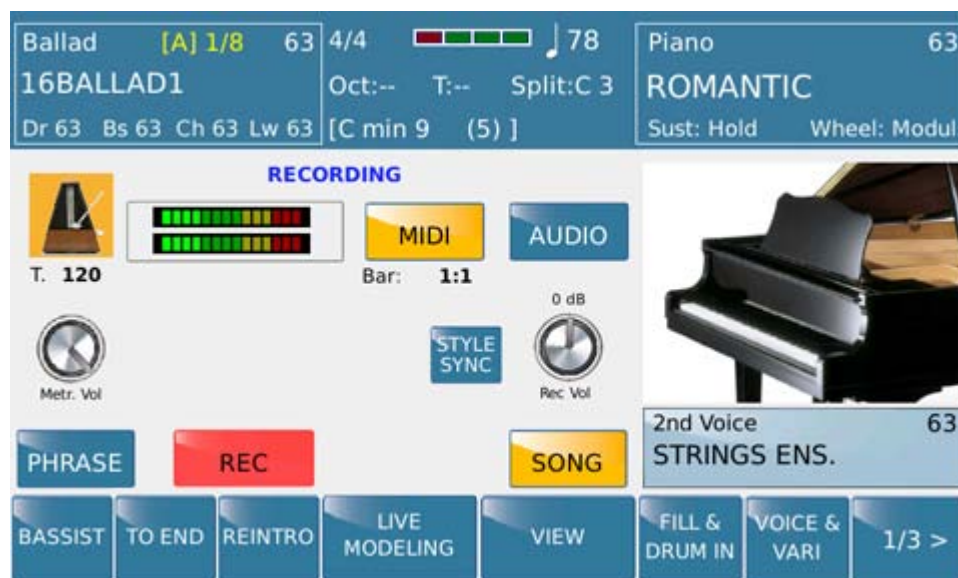 Ballad [A] 1/8 63
16BALLAD1
Dr 63 Bs 63 Ch 63 Lw 63
4/4 78
Oct:-- T:-- Split:C 3
[C min 9 (5) ]
Piano 63
ROMANTIC
Sust: Hold Wheel: Modul
RECORDING
MIDI
AUDIO
T. 120
Bar: 1:1
0 dB
STYLE
SYNC
Metr. Vol
Rec Vol
PHRASE
REC
SONG
2nd Voice 63
STRINGS ENS.
BASSIST
TO END
REINTRO
LIVE
MODELING
VIEW
FILL &
DRUM IN
VOICE &
VARI
1/3 >